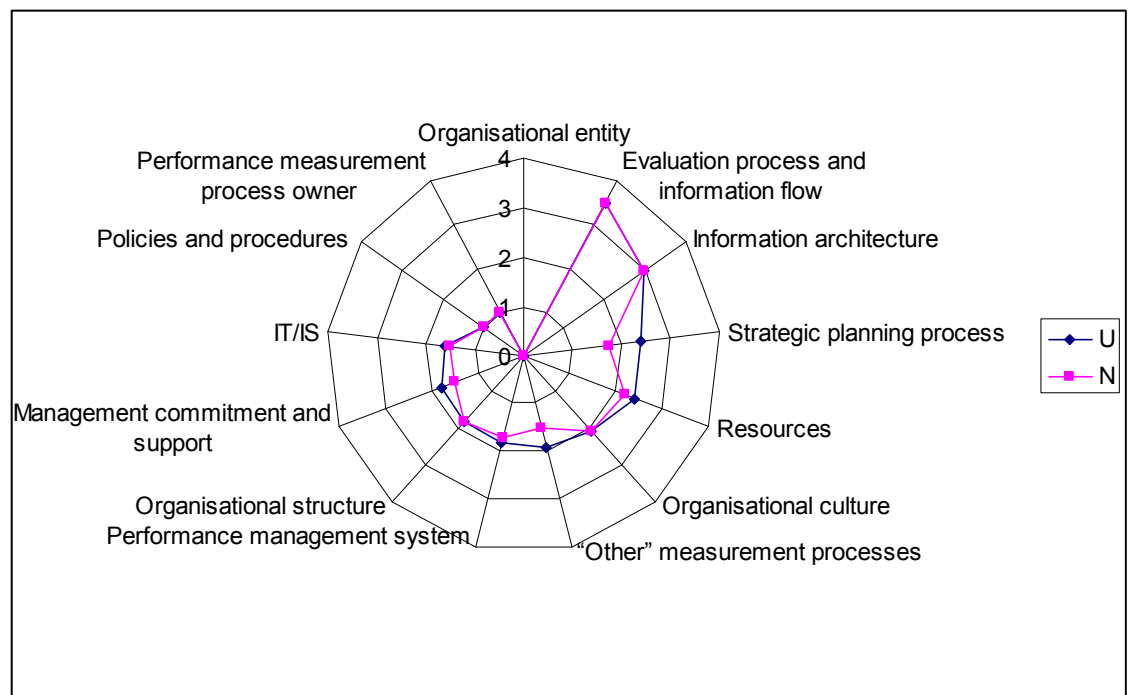 Organisational entity
Evaluation process and
information flow
Information architecture
Strategic planning process
Resources
Organisational culture
“Other” measurement processes
Performance management system
Organisational structure
Management commitment and
support
IT/IS
Policies and procedures
Performance measurement
process owner
4
3
2
1
0
U
N